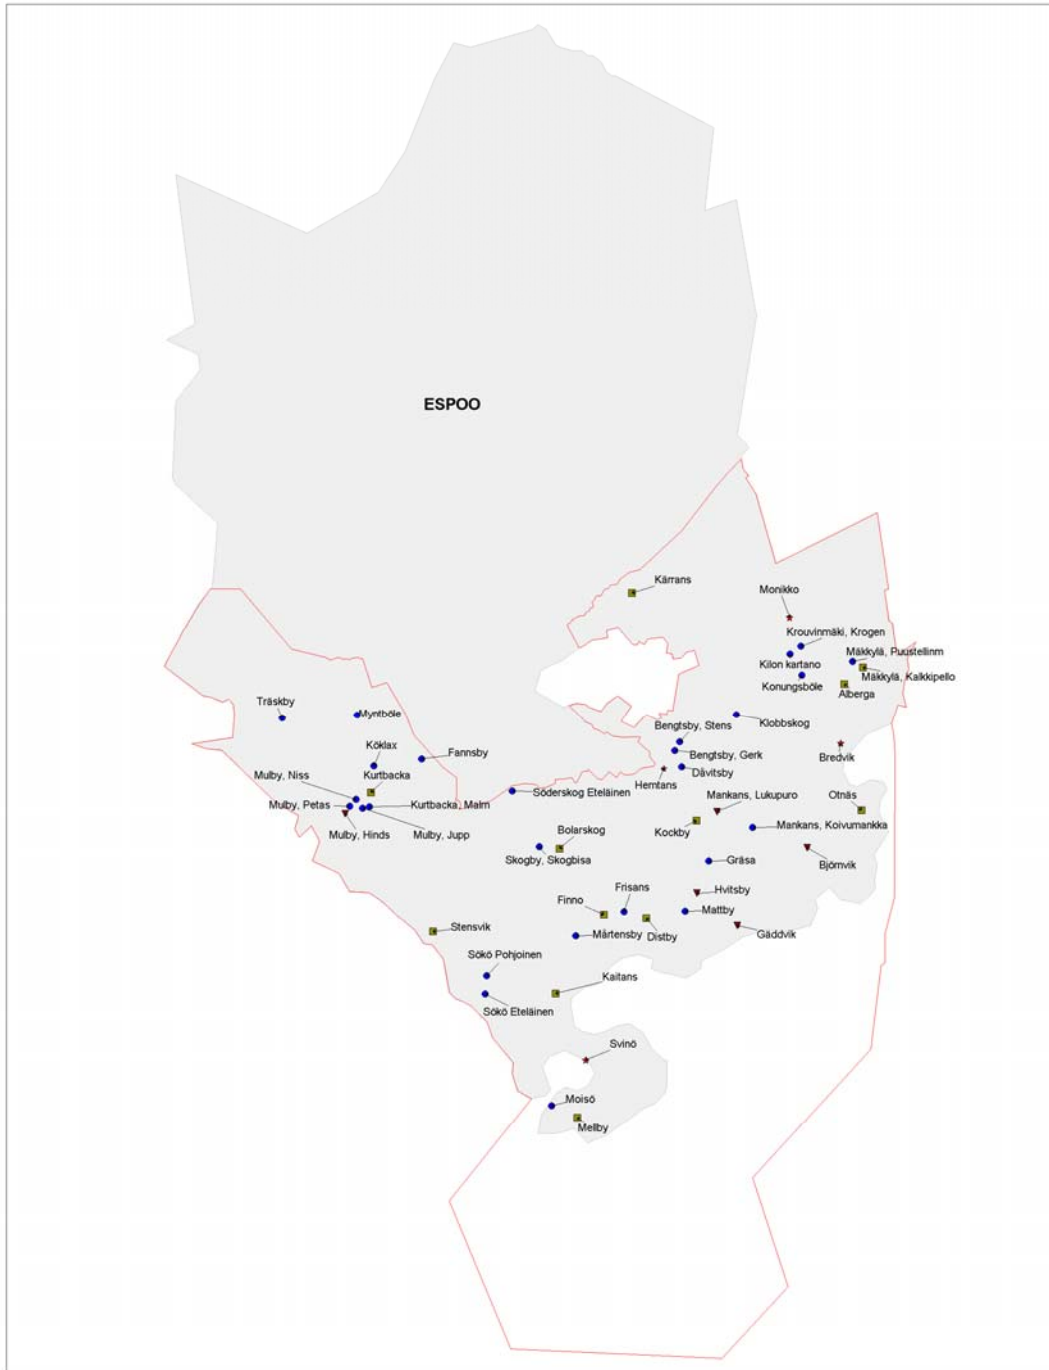 ESPOO
Kärrans
Monikko
Krouvinmäki, Krogen
Mäkkylä, Puustellinm
Kilon kartano
Mäkkylä, Kalkkipello
Konungsböle
Alberga
Träskby
Myntböle
Klobbskog
Bengtsby, Stens
Köklax
Fannsby
Bengtsby, Gerk
Bredvik
Mulby, Niss
Kurtbacka
Dåvitsby
Hemtans
Söderskog Eteläinen
Otnäs
Mulby, Petas
Kurtbacka, Malm
Mankans, Lukupuro
Mulby, Hinds
Mulby, Jupp
Bolarskog
Kockby
Mankans, Koivumankka
Skogby, Skogbisa
Gräsa
Björnvik
Frisans
Hvitsby
Finno
Mattby
Stensvik
Mårtensby
Distby
Gäddvik
Sökö Pohjoinen
Kaitans
Sökö Eteläinen
Svinö
Moisö
Mellby